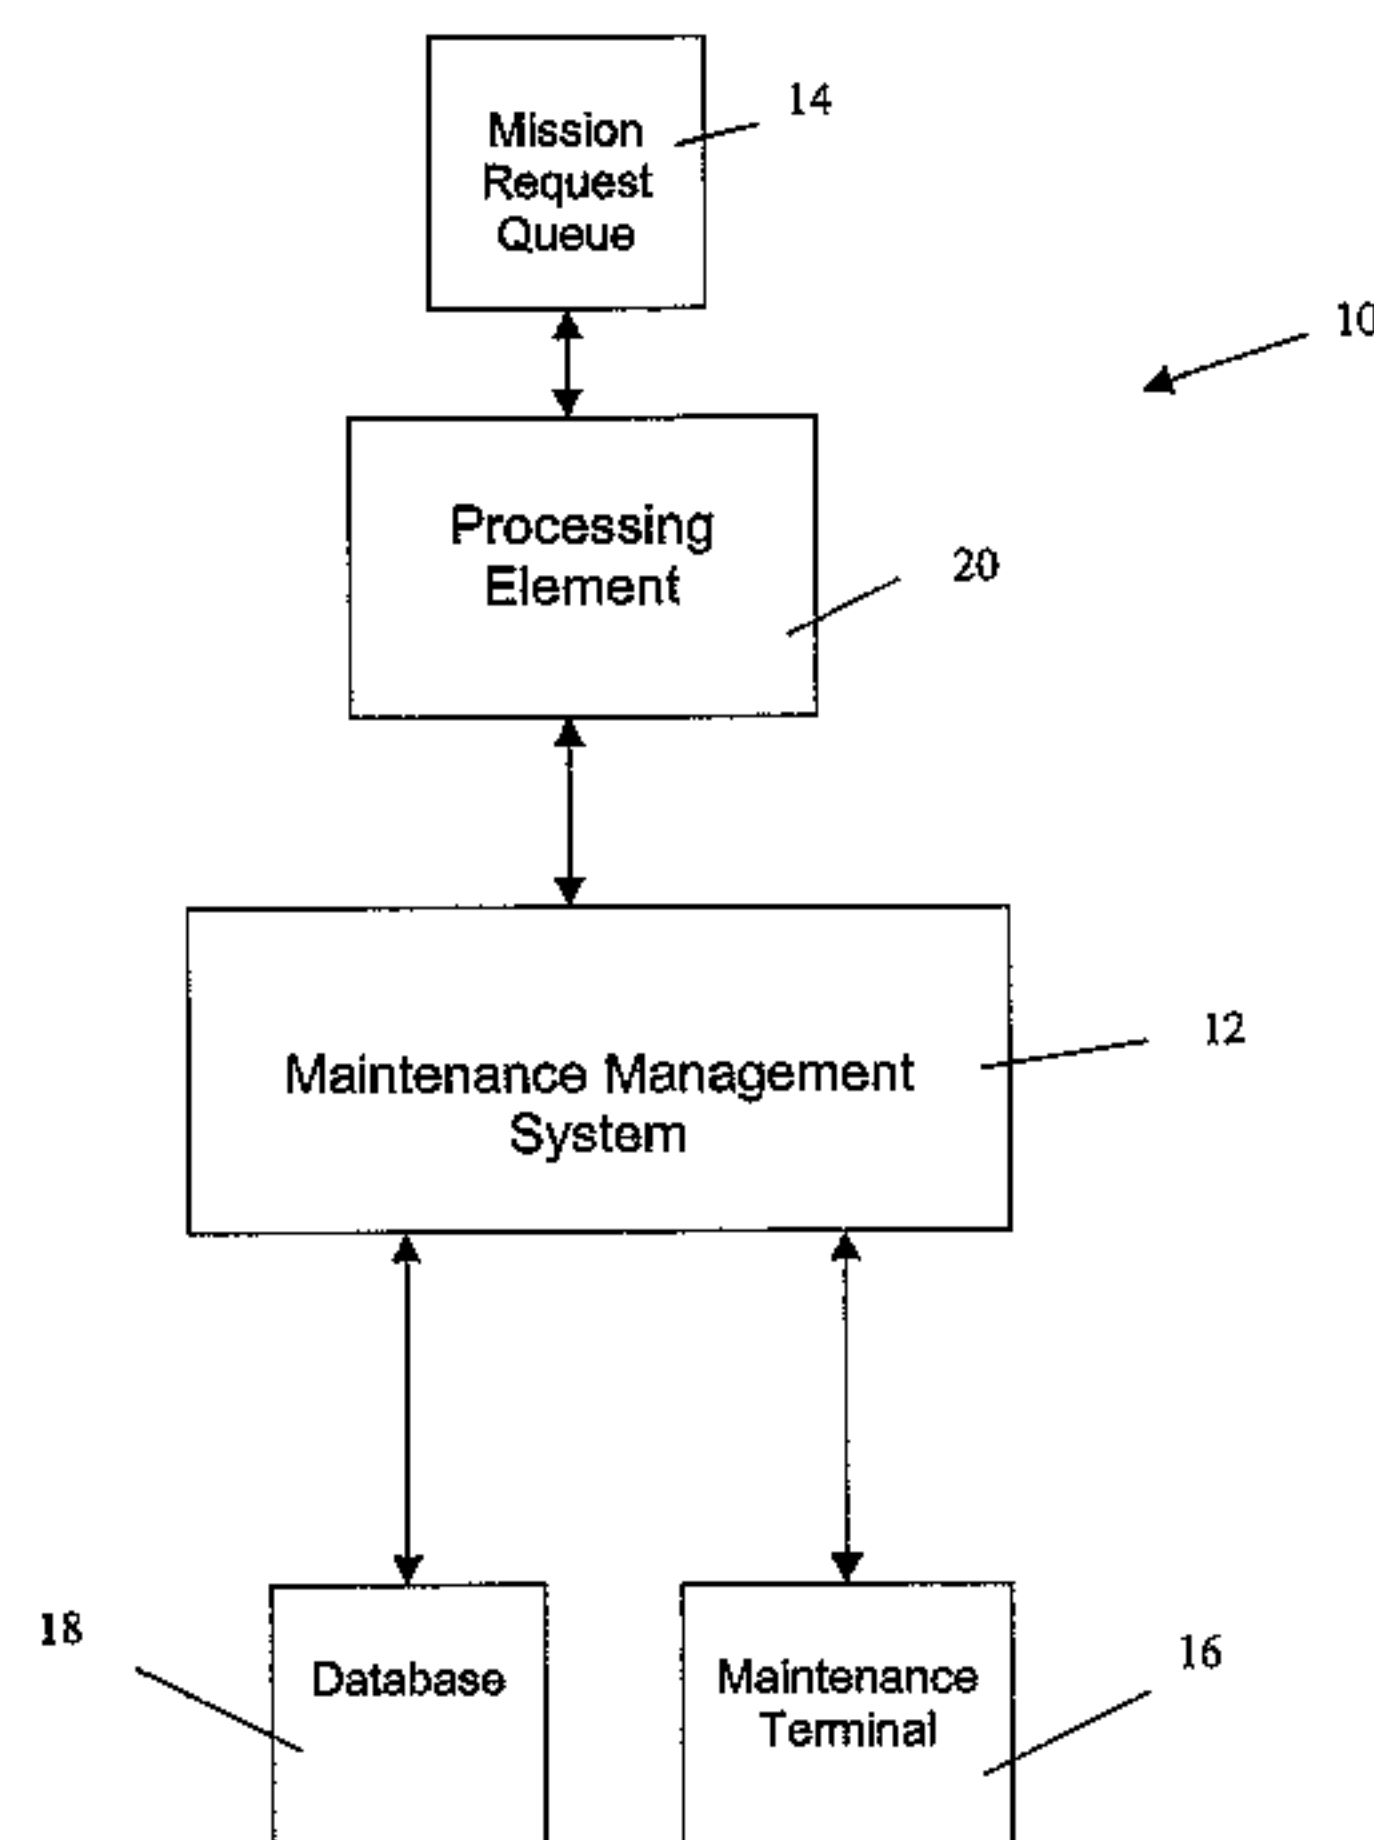 Mission
Request
Queue
14
10
Processing
Element
20
Maintenance Management
System
12
18
Database
Maintenance
Terminal
16